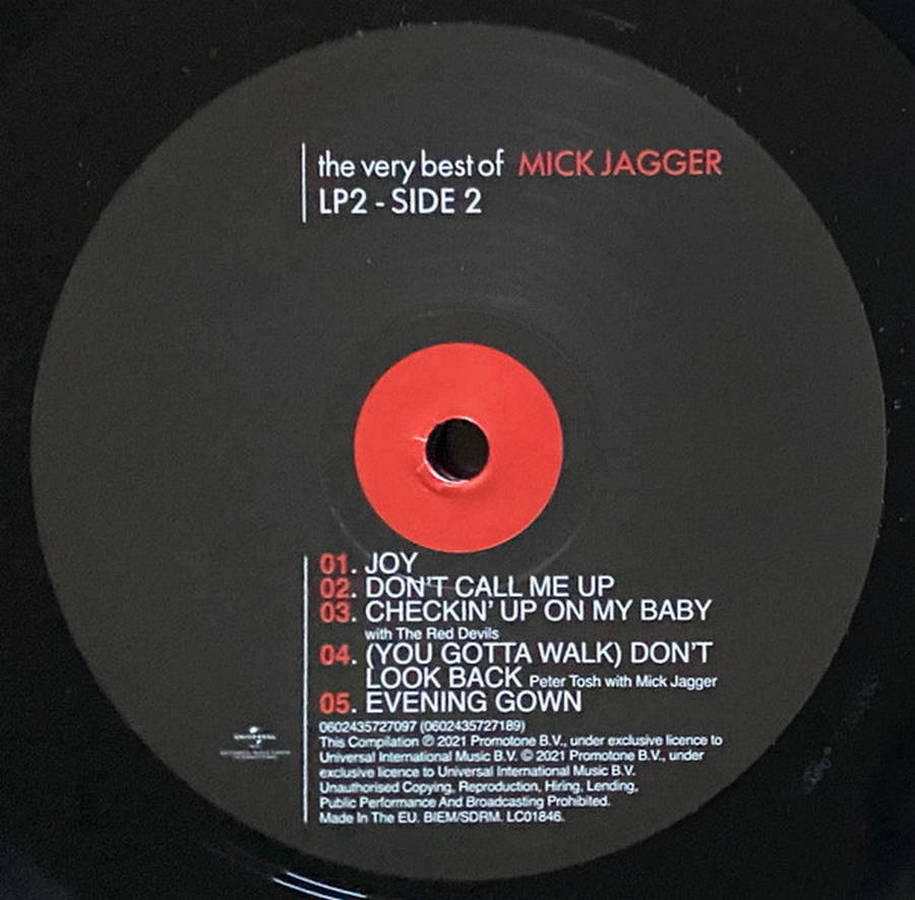 the very best of MICK JAGGER
LP2 - SIDE 2
01. JOY
02. DON'T CALL ME UP
03. CHECKIN' UP ON MY BABY
with The Red Devils
04. (YOU GOTTA WALK) DON'T
LOOK BACK Peter Tosh with Mick Jagger
05. EVENING GOWN
0602435727097 (0602435727189)
This Compilation ℗ 2021 Promotone B.V., under exclusive licence to
Universal International Music B.V. © 2021 Promotone B.V., under
exclusive licence to Universal International Music B.V.
Unauthorised Copying, Reproduction, Hiring, Lending,
Public Performance And Broadcasting Prohibited.
Made In The EU. BIEM/SDRM. LC01846.
UNIVERSAL